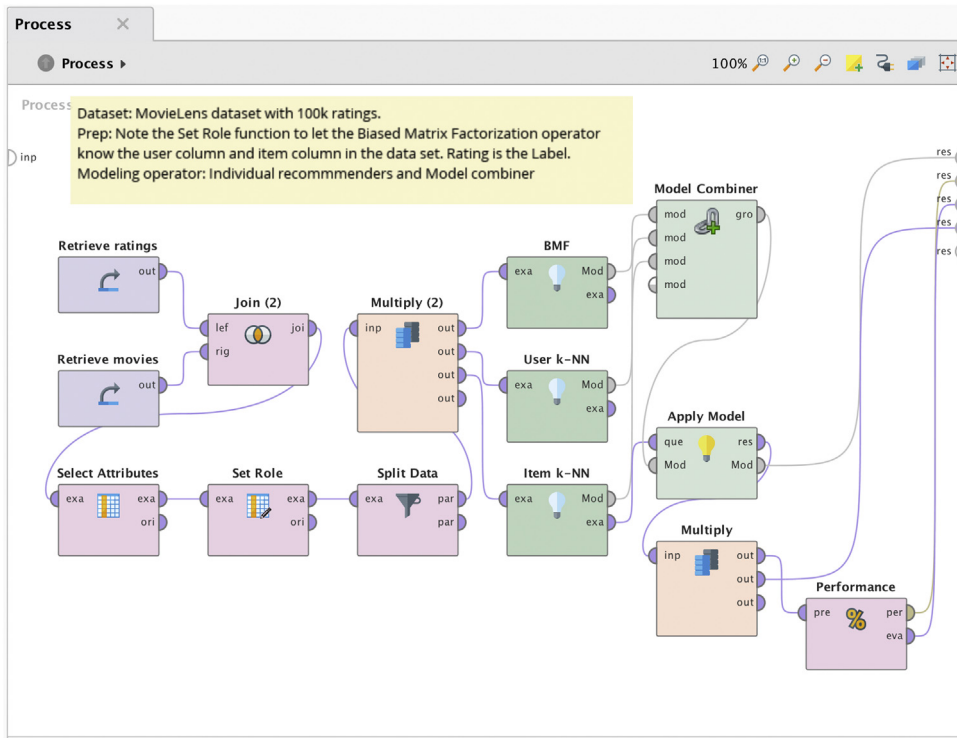 Process
Process
100%
Process
Dataset: MovieLens dataset with 100k ratings.
Prep: Note the Set Role function to let the Biased Matrix Factorization operator
know the user column and item column in the data set. Rating is the Label.
Modeling operator: Individual recommmenders and Model combiner
inp
res
res
res
res
res
Retrieve ratings
out
Retrieve movies
out
Join (2)
lef joi
rig
Multiply (2)
inp out
out
out
out
BMF
exa Mod
exa
User k-NN
exa Mod
exa
Item k-NN
exa Mod
exa
Model Combiner
mod gro
mod
mod
mod
Select Attributes
exa exa
ori
Set Role
exa exa
ori
Split Data
exa par
par
Apply Model
que res
Mod Mod
Multiply
inp out
out
out
Performance
%
pre per
eva